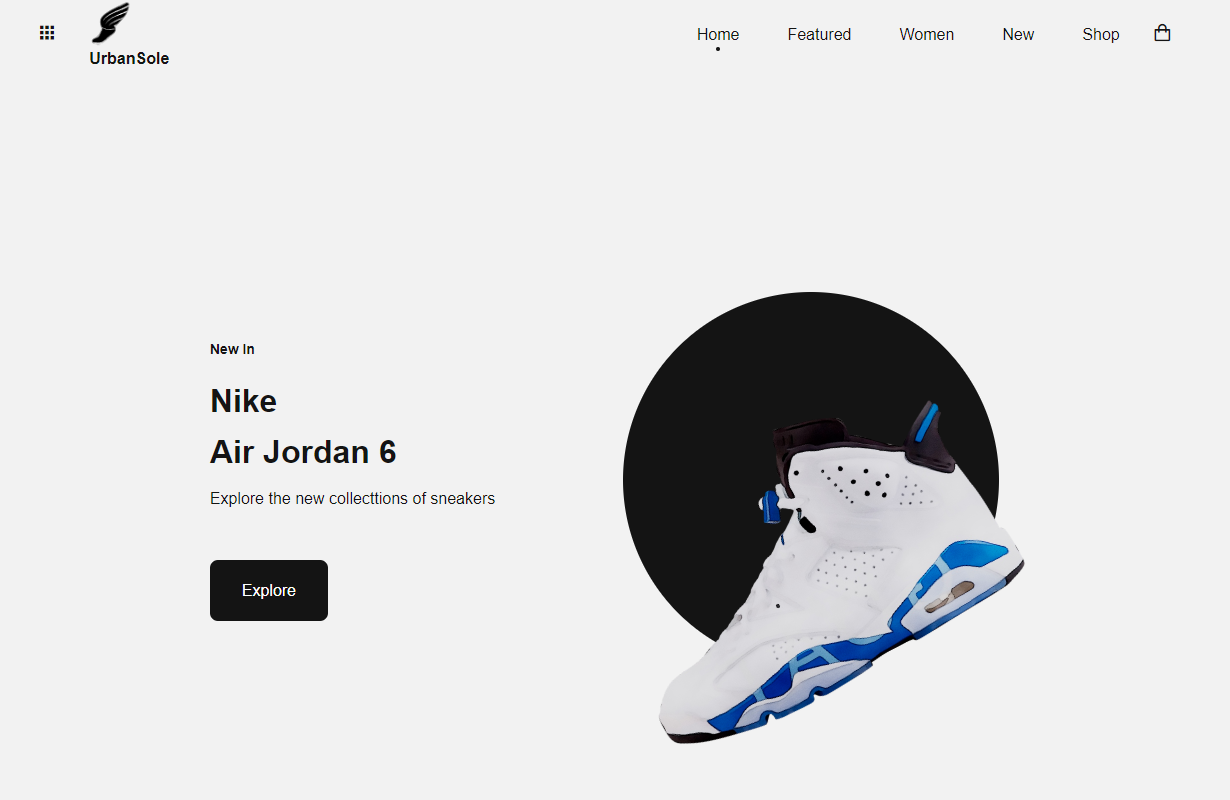 UrbanSole
Home Featured Women New Shop
New In
Nike
Air Jordan 6
Explore the new collecttions of sneakers
Explore